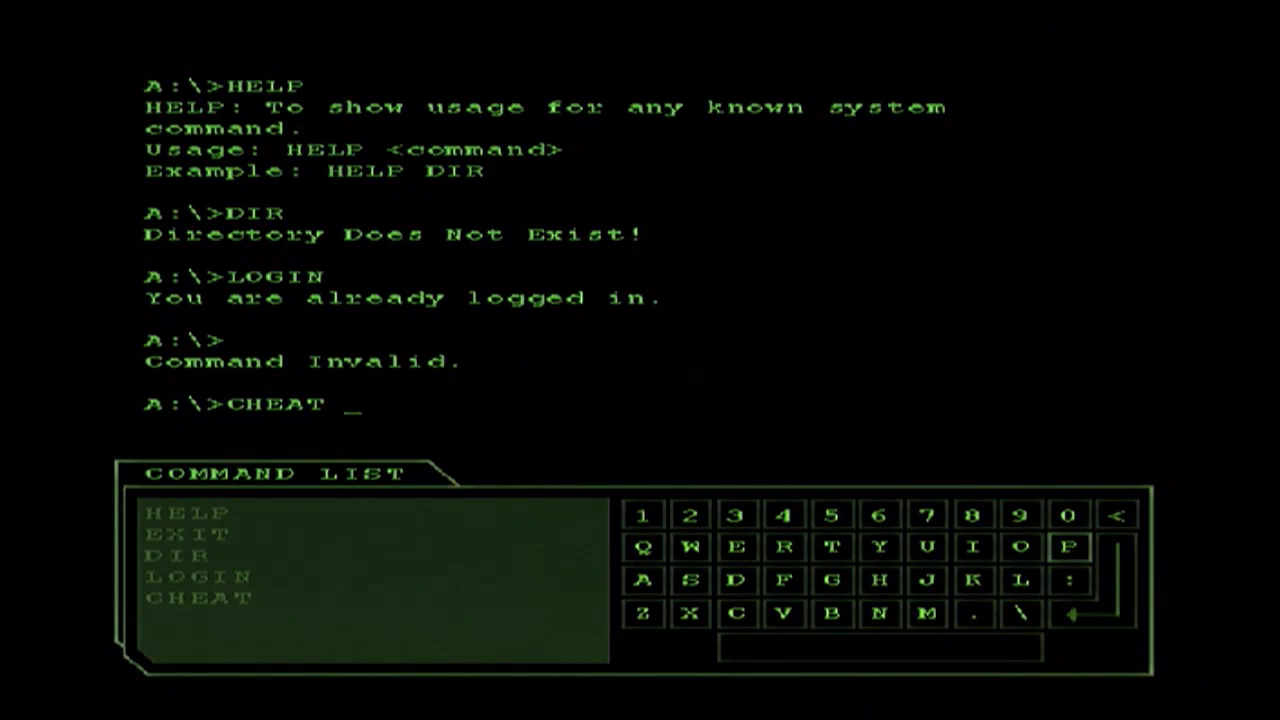 A:\>HELP
HELP: To show usage for any known system
command.
Usage: HELP <command>
Example: HELP DIR
A:\>DIR
Directory Does Not Exist!
A:\>LOGIN
You are already logged in.
A:\>
Command Invalid.
A:\>CHEAT _
COMMAND LIST
HELP
EXIT
DIR
LOGIN
CHEAT
1 2 3 4 5 6 7 8 9 0 <
Q W E R T Y U I O P
A S D F G H J K L :
Z X C V B N M . \